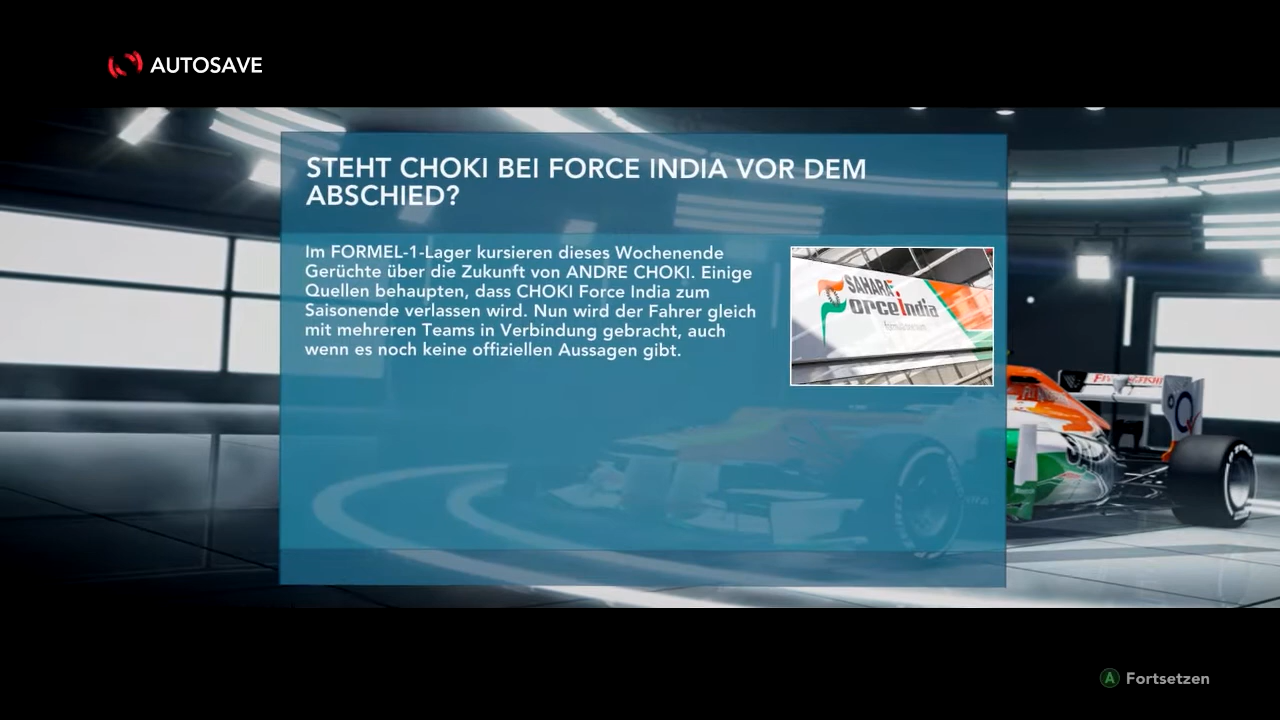 AUTOSAVE
STEHT CHOKI BEI FORCE INDIA VOR DEM
ABSCHIED?
Im FORMEL-1-Lager kursieren dieses Wochenende
Gerüchte über die Zukunft von ANDRE CHOKI. Einige
Quellen behaupten, dass CHOKI Force India zum
Saisonende verlassen wird. Nun wird der Fahrer gleich
mit mehreren Teams in Verbindung gebracht, auch
wenn es noch keine offiziellen Aussagen gibt.
SAHARA
Force india
A Fortsetzen